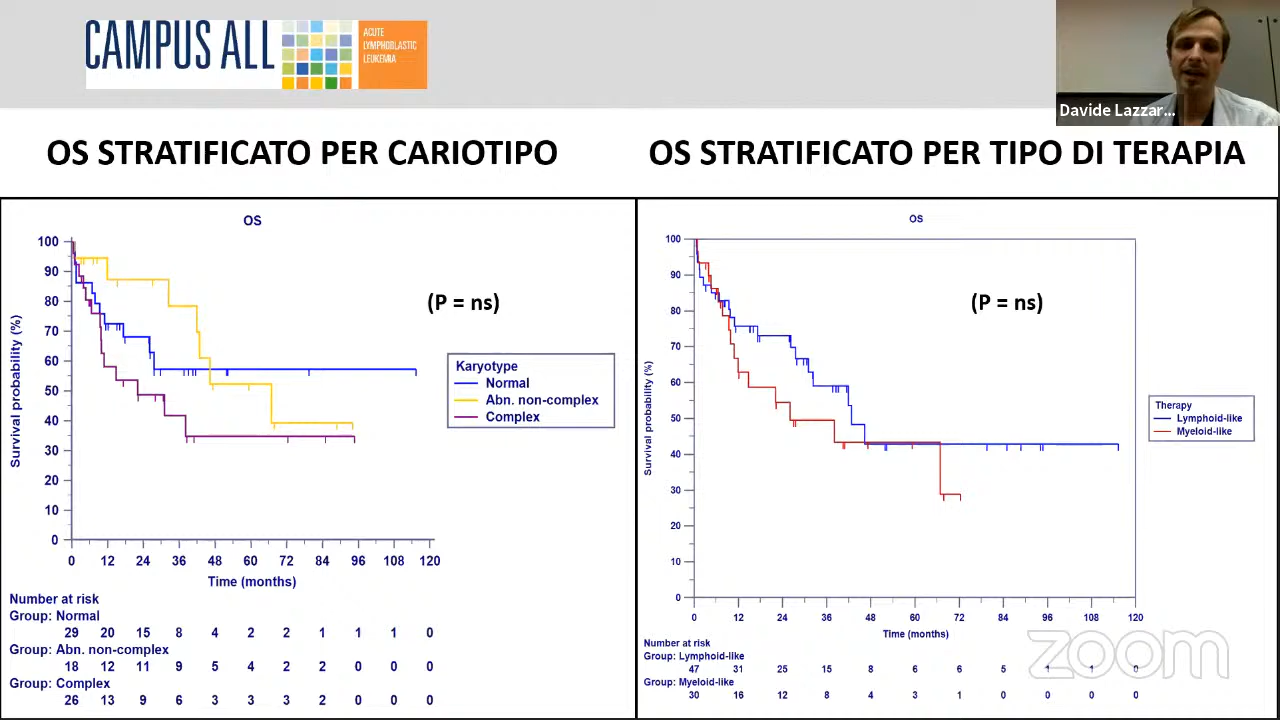 CAMPUS ALL
ACUTE
LYMPHOBLASTIC
LEUKEMIA
Davide Lazzar...
OS STRATIFICATO PER CARIOTIPO
OS STRATIFICATO PER TIPO DI TERAPIA
OS
Survival probability (%)
100
90
80
70
60
50
40
30
20
10
0
0 12 24 36 48 60 72 84 96 108 120
Time (months)
(P = ns)
Karyotype
Normal
Abn. non-complex
Complex
Number at risk
Group: Normal
29 20 15 8 4 2 2 1 1 1 0
Group: Abn. non-complex
18 12 11 9 5 4 2 2 0 0 0
Group: Complex
26 13 9 6 3 3 3 2 0 0 0
OS
Survival probability (%)
100
90
80
70
60
50
40
30
20
10
0
0 12 24 36 48 60 72 84 96 108 120
Time (months)
(P = ns)
Therapy
Lymphoid-like
Myeloid-like
Number at risk
Group: Lymphoid-like
47 31 25 15 8 6 6 5 1 1 0
Group: Myeloid-like
30 16 12 8 4 3 1 0 0 0 0
zoom